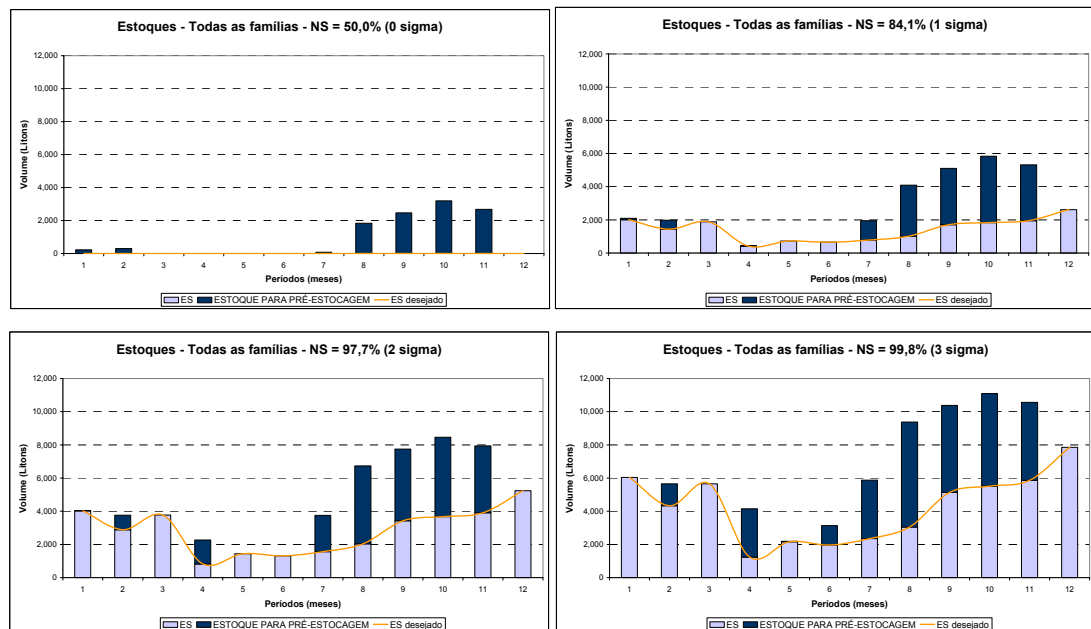 Estoques - Todas as famílias - NS = 50,0% (0 sigma)
12,000
10,000
8,000
6,000
4,000
2,000
0
Volume (Litons)
1 2 3 4 5 6 7 8 9 10 11 12
Períodos (meses)
ES ESTOQUE PARA PRÉ-ESTOCAGEM ES desejado
Estoques - Todas as famílias - NS = 84,1% (1 sigma)
12,000
10,000
8,000
6,000
4,000
2,000
0
Volume (Litons)
1 2 3 4 5 6 7 8 9 10 11 12
Períodos (meses)
ES ESTOQUE PARA PRÉ-ESTOCAGEM ES desejado
Estoques - Todas as famílias - NS = 97,7% (2 sigma)
12,000
10,000
8,000
6,000
4,000
2,000
0
Volume (Litons)
1 2 3 4 5 6 7 8 9 10 11 12
Períodos (meses)
ES ESTOQUE PARA PRÉ-ESTOCAGEM ES desejado
Estoques - Todas as famílias - NS = 99,8% (3 sigma)
12,000
10,000
8,000
6,000
4,000
2,000
0
Volume (Litons)
1 2 3 4 5 6 7 8 9 10 11 12
Períodos (meses)
ES ESTOQUE PARA PRÉ-ESTOCAGEM ES desejado